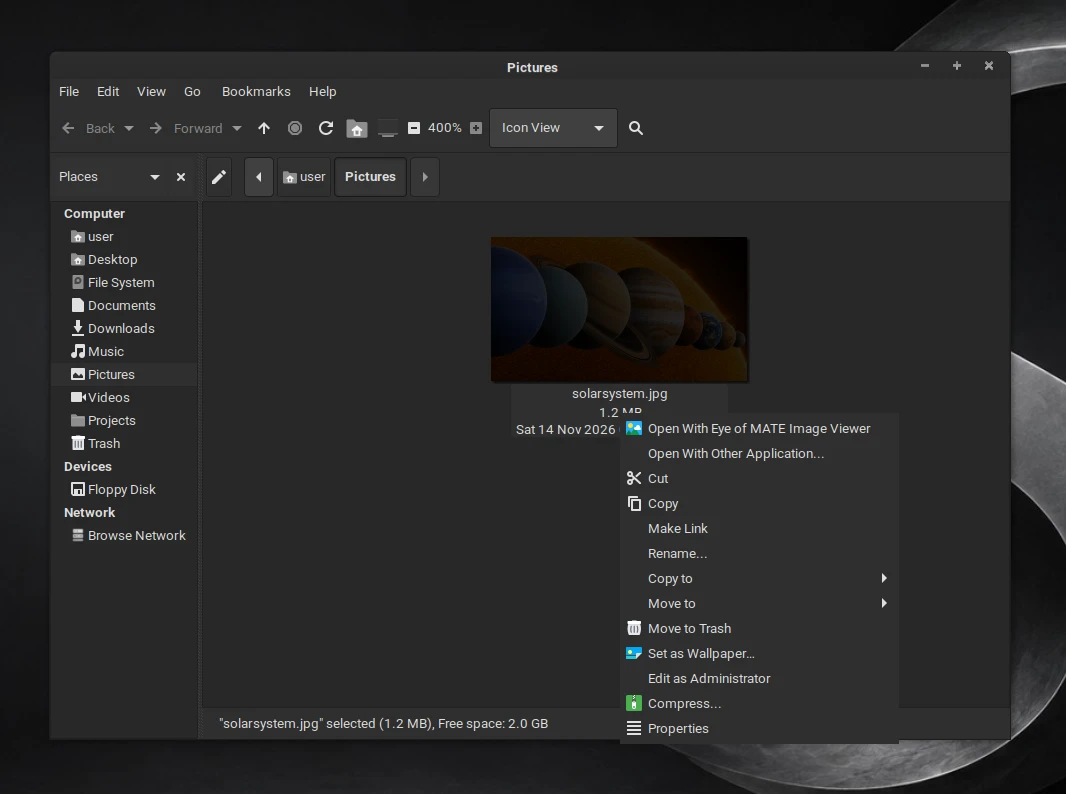 Pictures
File Edit View Go Bookmarks Help
Back Forward 400% Icon View
Places user Pictures
Computer
user
Desktop
File System
Documents
Downloads
Music
Pictures
Videos
Projects
Trash
Devices
Floppy Disk
Network
Browse Network
solarsystem.jpg
1.2 MB
Sat 14 Nov 2026
Open With Eye of MATE Image Viewer
Open With Other Application...
Cut
Copy
Make Link
Rename...
Copy to
Move to
Move to Trash
Set as Wallpaper...
Edit as Administrator
Compress...
Properties
"solarsystem.jpg" selected (1.2 MB), Free space: 2.0 GB